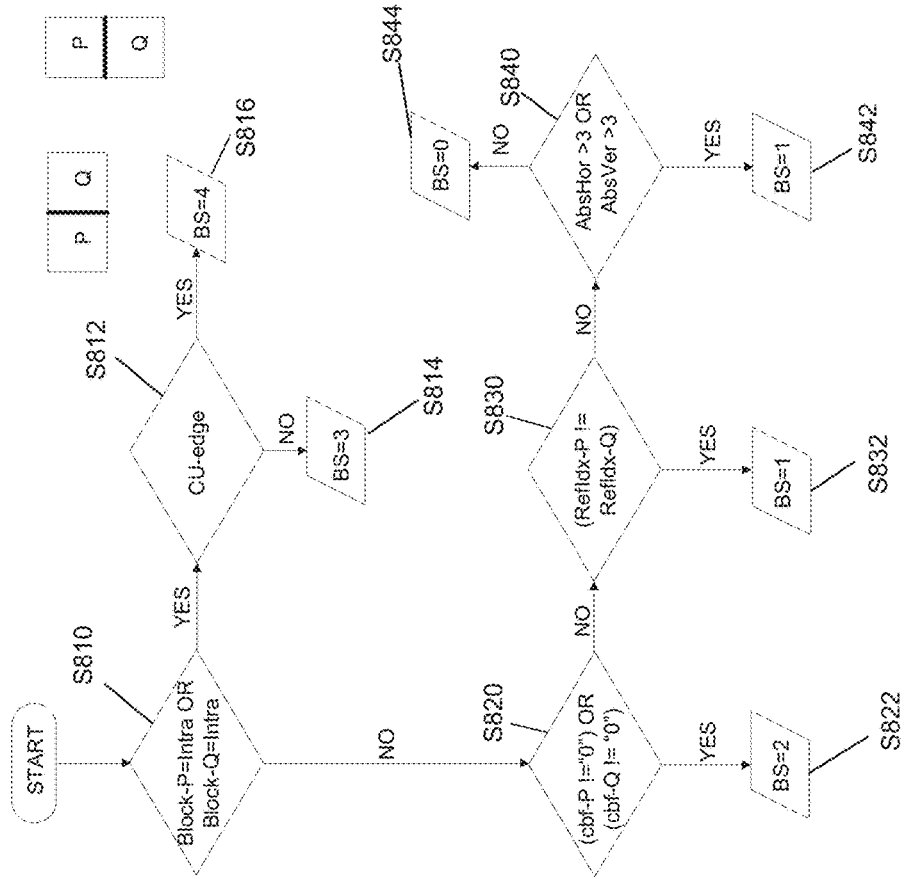 START
S810
Block-P=Intra OR
Block-Q=Intra
YES
S812
CU-edge
YES
BS=4
S816
NO
BS=3
S814
P
Q
P
Q
NO
S820
(cbf-P !="0") OR
(cbf-Q != "0")
YES
BS=2
S822
NO
S830
(RefIdx-P !=
RefIdx-Q)
YES
BS=1
S832
NO
S840
AbsHor >3 OR
AbsVer >3
NO
BS=0
S844
YES
BS=1
S842